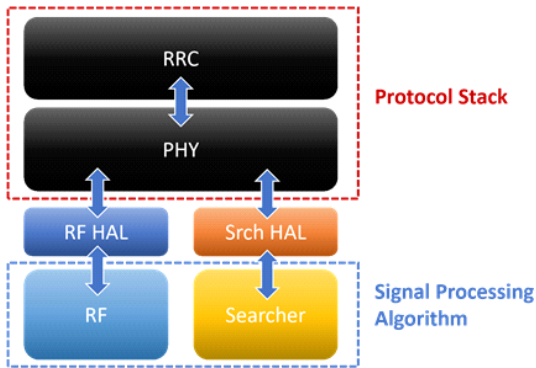 RRC
Protocol Stack
PHY
RF HAL
Srch HAL
RF
Searcher
Signal Processing
Algorithm